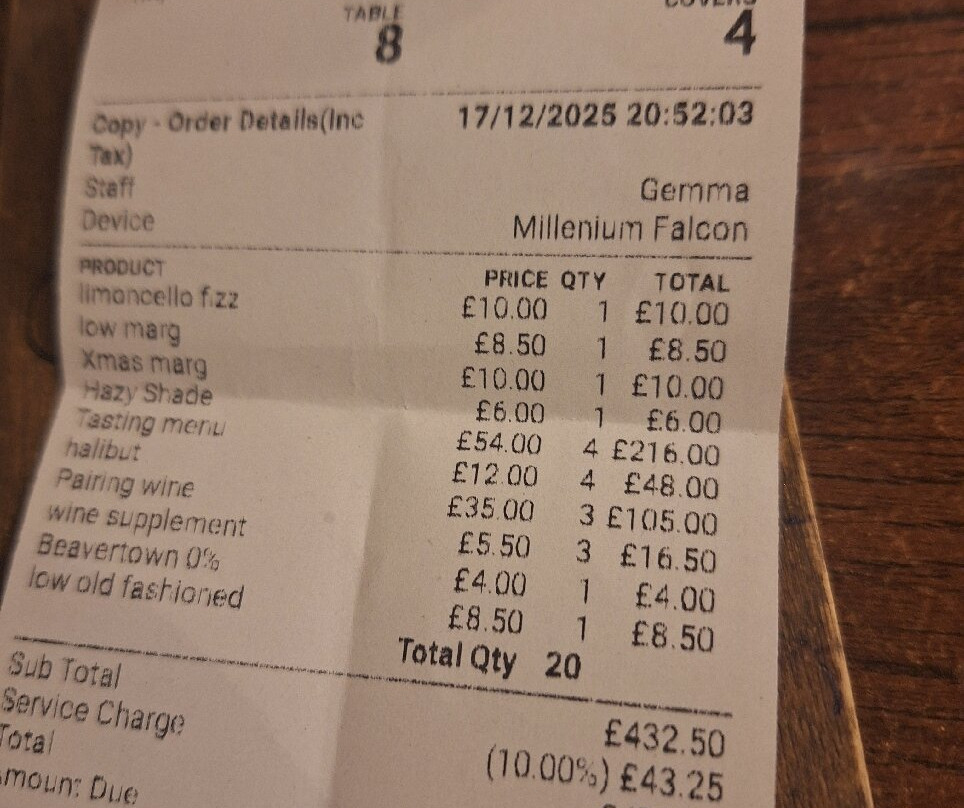 TABLE
8 4
Copy - Order Details(Inc Tax) 17/12/2025 20:52:03
Staff Gemma
Device Millenium Falcon
PRODUCT PRICE QTY TOTAL
limoncello fizz £10.00 1 £10.00
low marg £8.50 1 £8.50
Xmas marg £10.00 1 £10.00
Hazy Shade £6.00 1 £6.00
Tasting menu £54.00 4 £216.00
halibut £12.00 4 £48.00
Pairing wine £35.00 3 £105.00
wine supplement £5.50 3 £16.50
Beavertown 0% £4.00 1 £4.00
low old fashioned £8.50 1 £8.50
Total Qty 20
Sub Total £432.50
Service Charge (10.00%) £43.25
Total
Amount Due